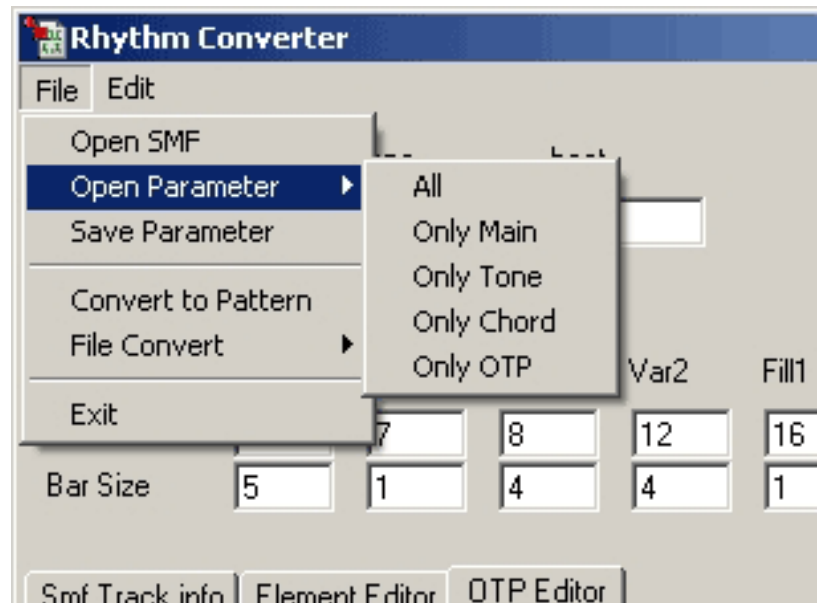 Rhythm Converter
File Edit
Open SMF
Open Parameter
Save Parameter
Convert to Pattern
File Convert
Exit
All
Only Main
Only Tone
Only Chord
Only OTP
Var2 Fill1
7 8 12 16
Bar Size 5 1 4 4 1
Smf Track info Element Editor OTP Editor